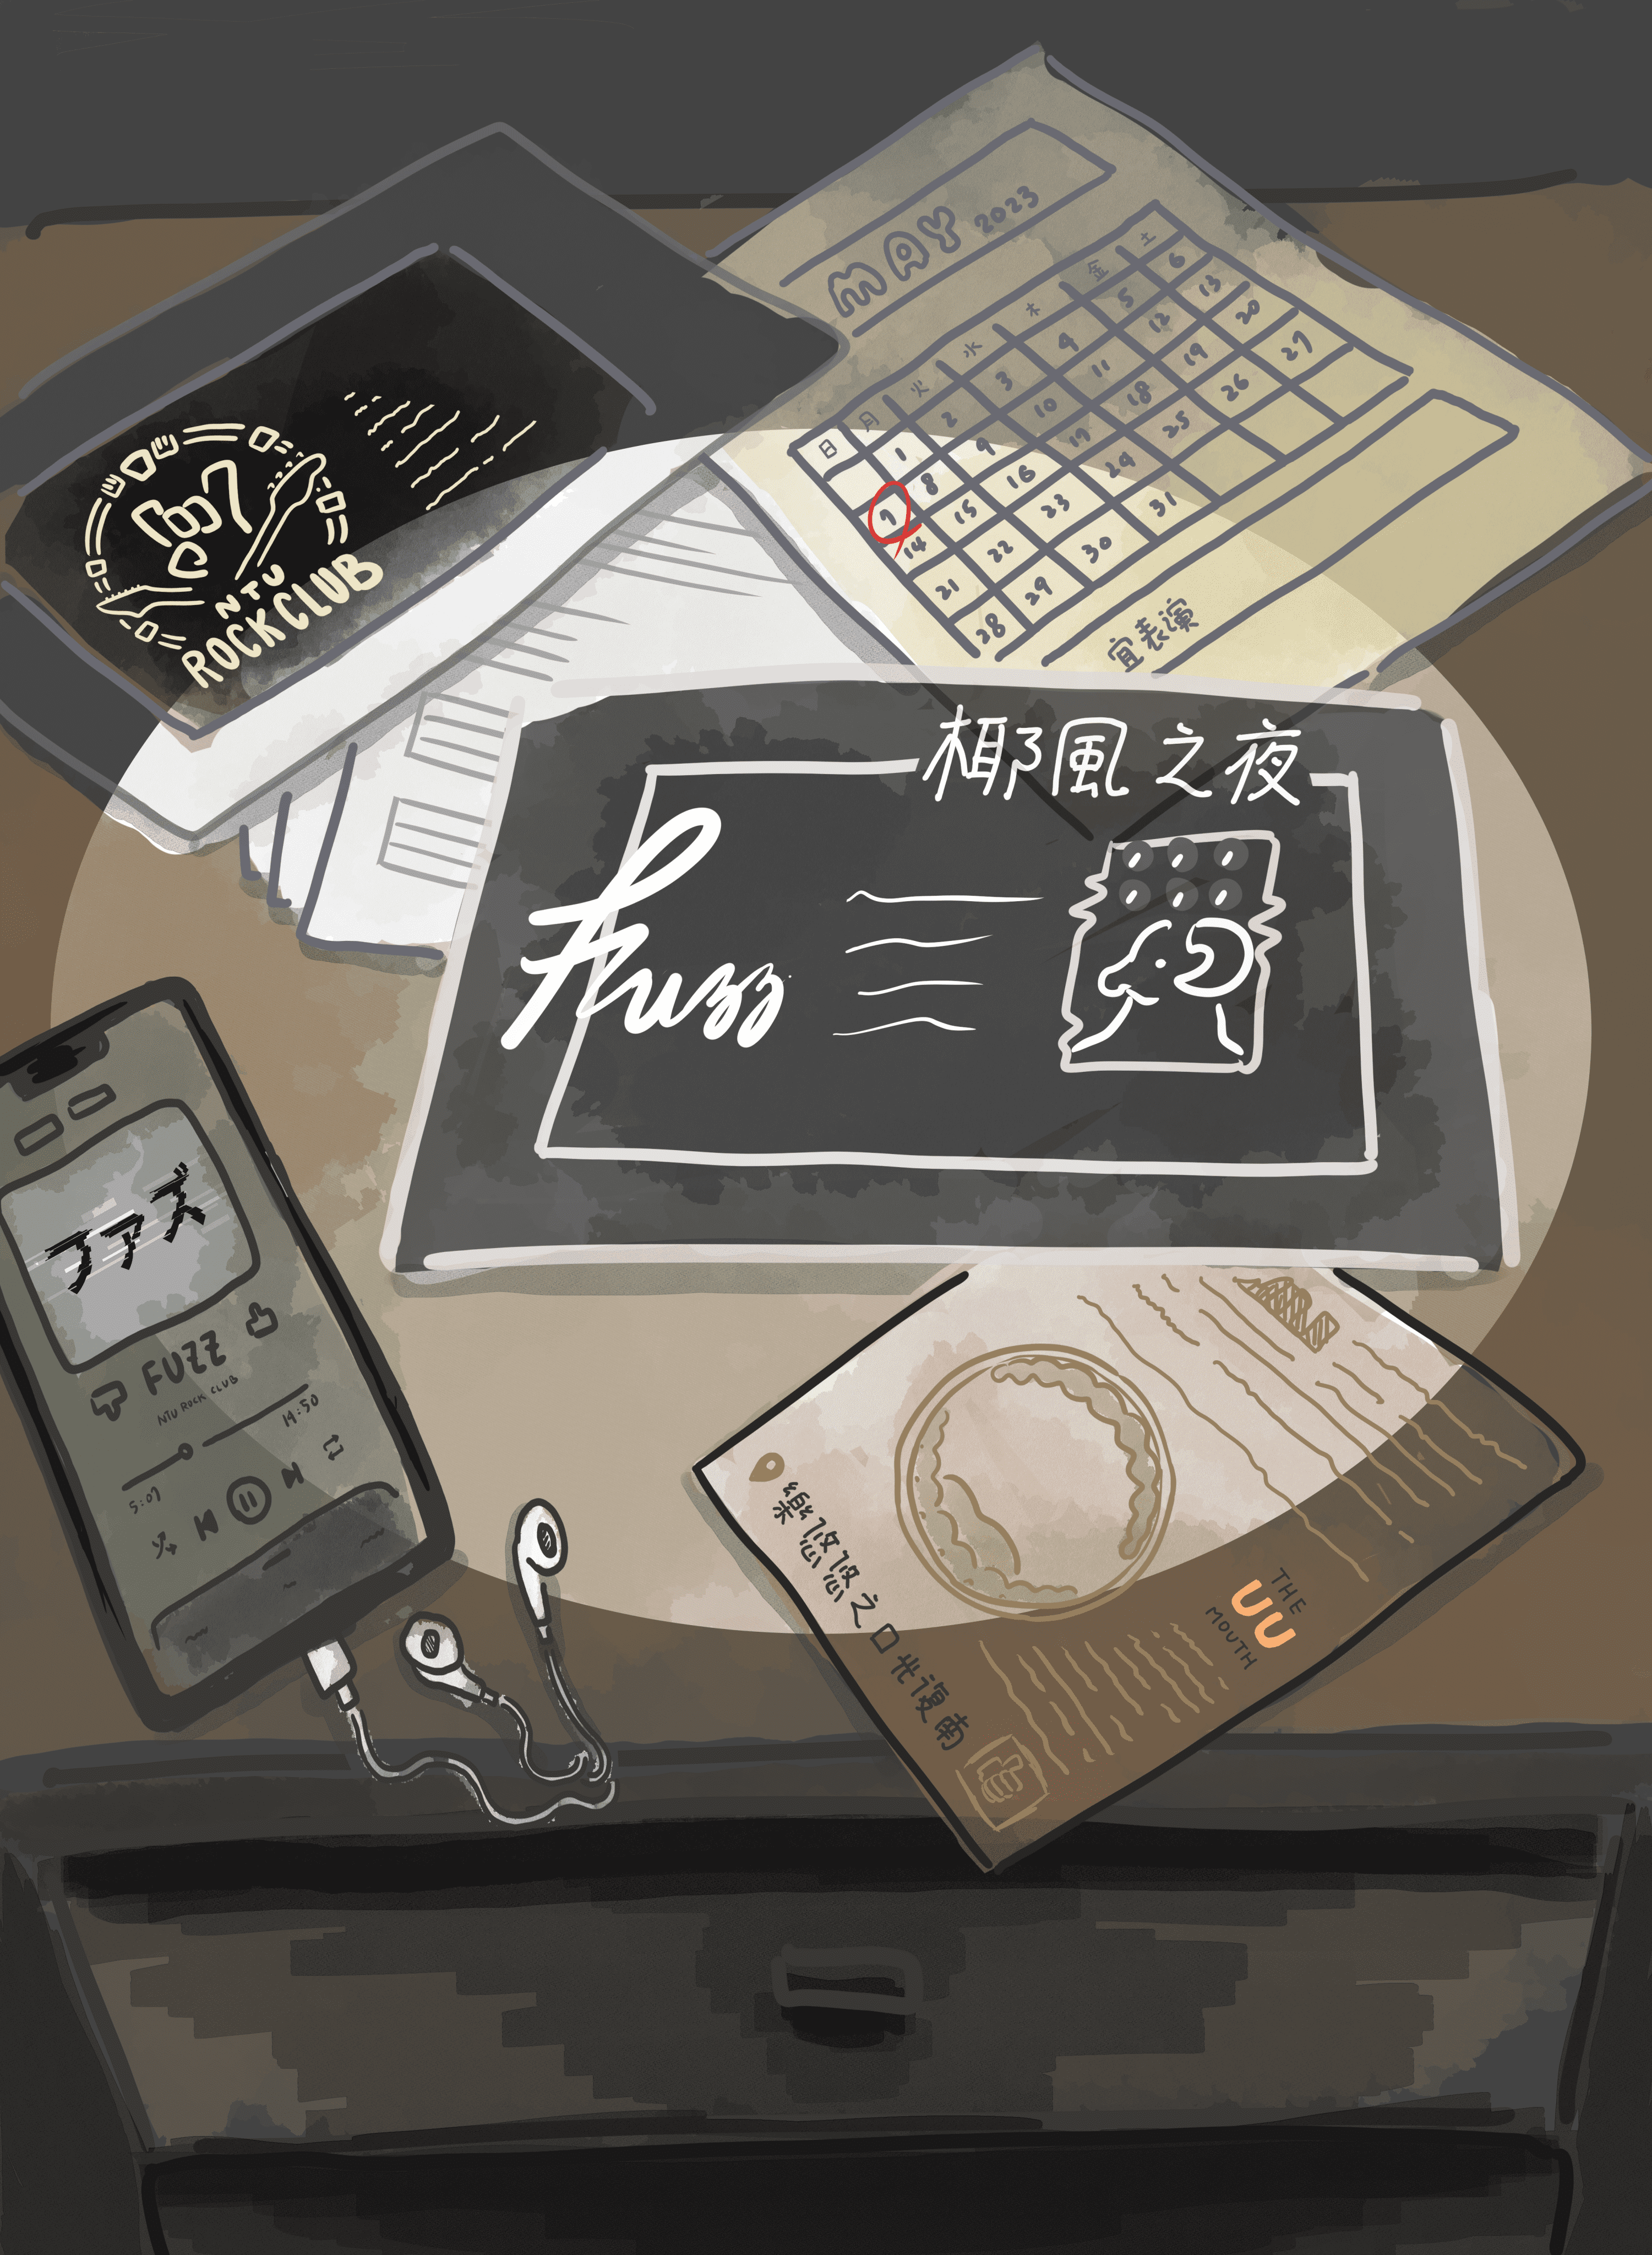 MAY 2023
日 月 火 水 木 金 土
1 2 3 4 5 6
7 8 9 10 11 12 13
14 15 16 17 18 19 20
21 22 23 24 25 26 27
28 29 30 31
宜表演
NTU
ROCK CLUB
椰風之夜
fuzz
ファズ
FUZZ
NTU ROCK CLUB
5:07
14:50
樂悠悠之口光復南
THE
UU
MOUTH